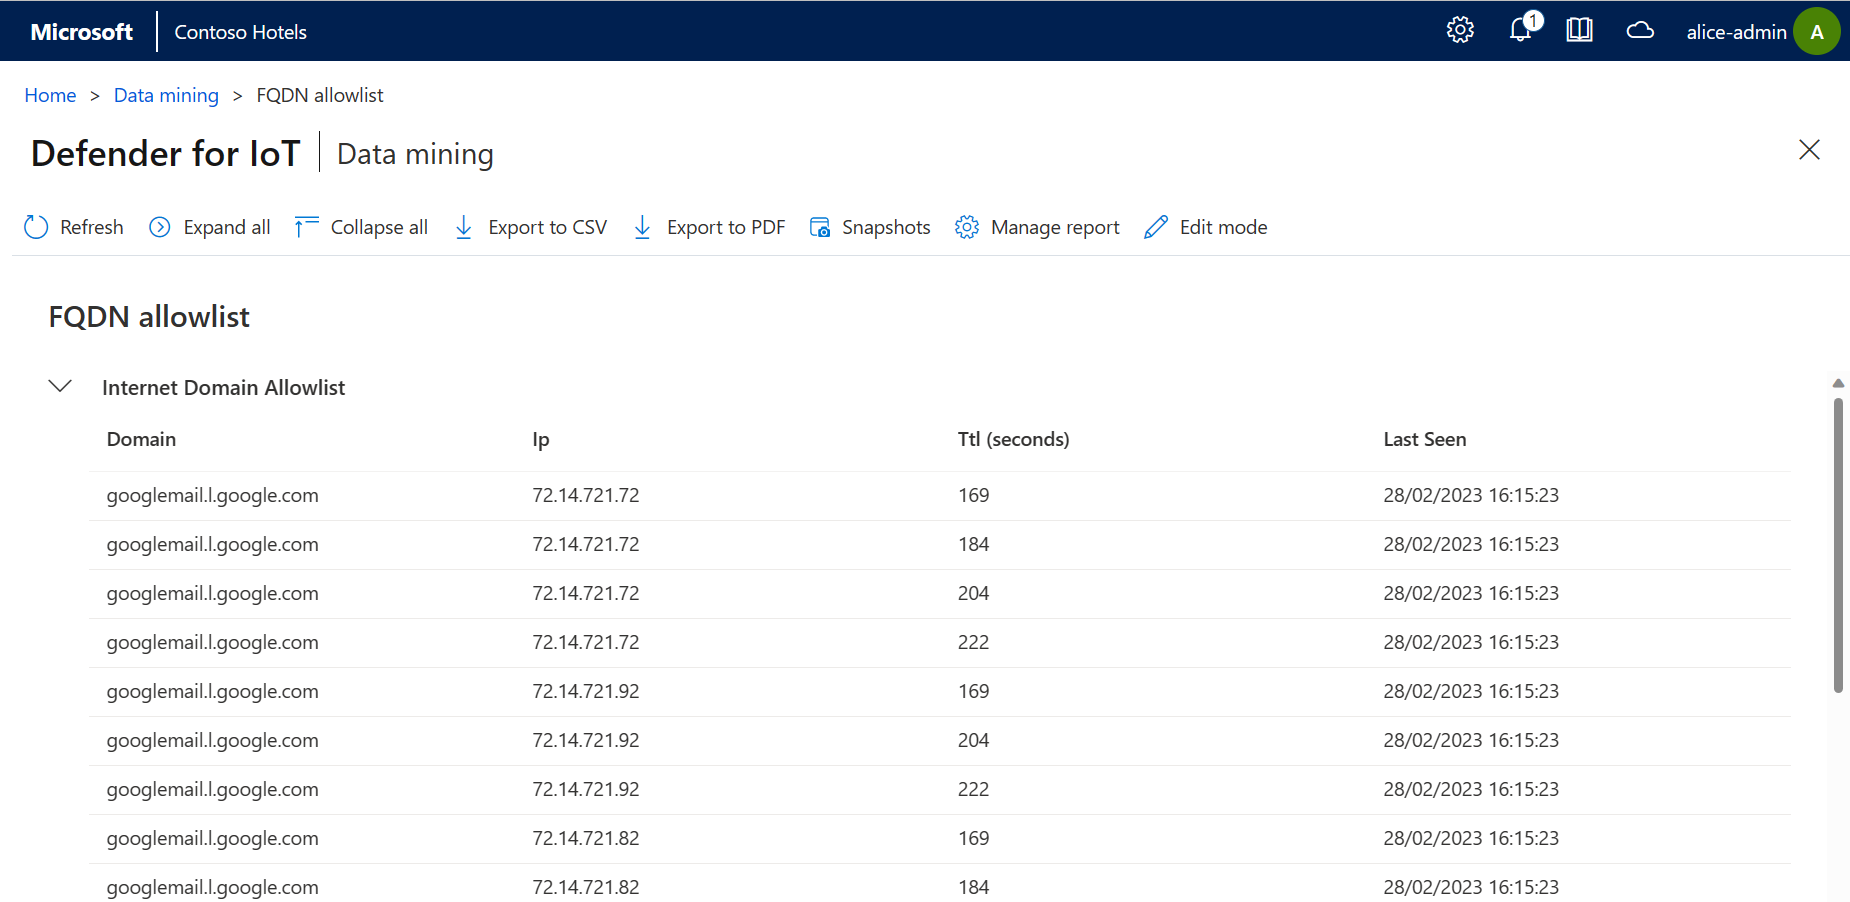 Microsoft Contoso Hotels 1 alice-admin A
Home > Data mining > FQDN allowlist
Defender for IoT Data mining
Refresh Expand all Collapse all Export to CSV Export to PDF Snapshots Manage report Edit mode
FQDN allowlist
Internet Domain Allowlist
Domain Ip Ttl (seconds) Last Seen
googlemail.l.google.com 72.14.721.72 169 28/02/2023 16:15:23
googlemail.l.google.com 72.14.721.72 184 28/02/2023 16:15:23
googlemail.l.google.com 72.14.721.72 204 28/02/2023 16:15:23
googlemail.l.google.com 72.14.721.72 222 28/02/2023 16:15:23
googlemail.l.google.com 72.14.721.92 169 28/02/2023 16:15:23
googlemail.l.google.com 72.14.721.92 204 28/02/2023 16:15:23
googlemail.l.google.com 72.14.721.92 222 28/02/2023 16:15:23
googlemail.l.google.com 72.14.721.82 169 28/02/2023 16:15:23
googlemail.l.google.com 72.14.721.82 184 28/02/2023 16:15:23